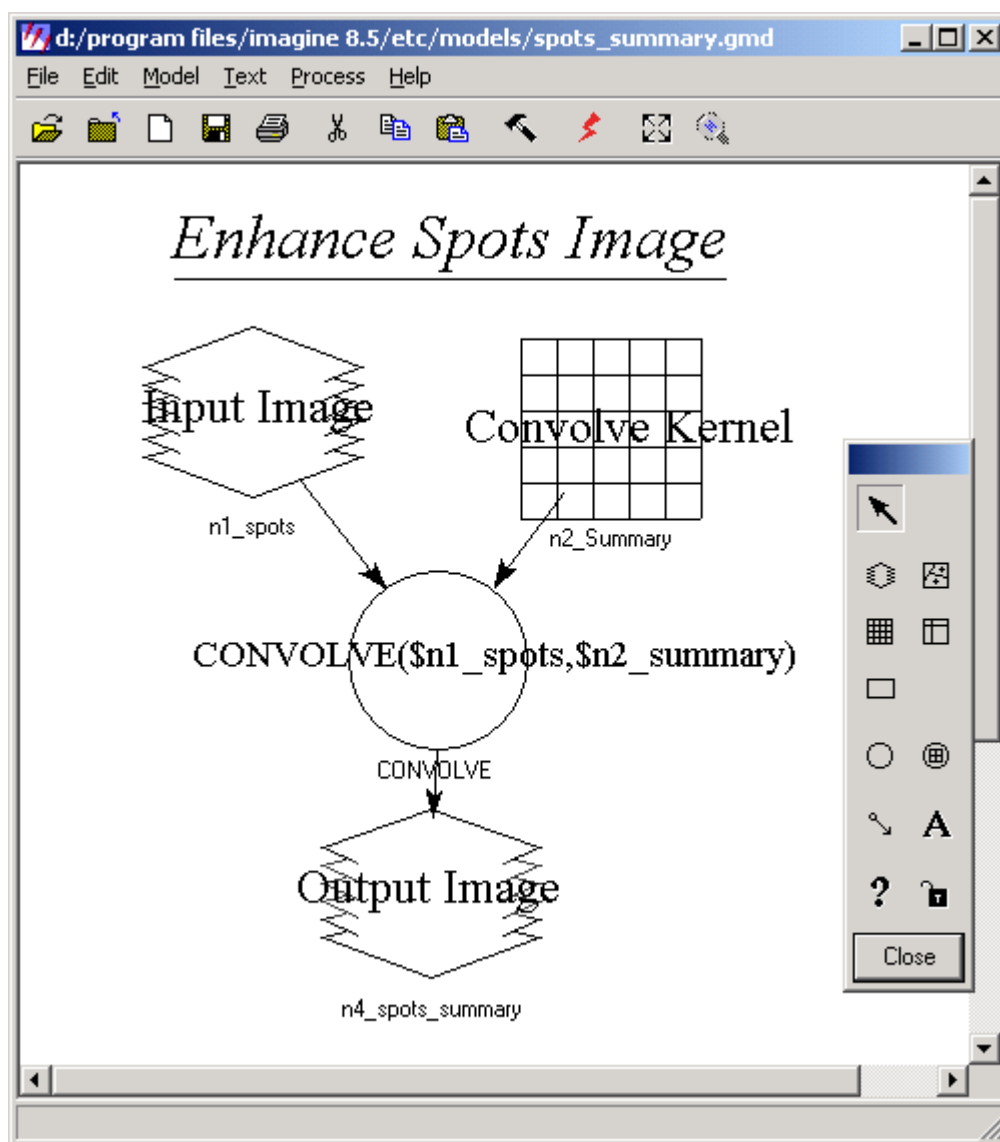 d:/program files/imagine 8.5/etc/models/spots_summary.gmd
File Edit Model Text Process Help
Enhance Spots Image
Input Image
Convolve Kernel
n1_spots
n2_Summary
CONVOLVE($n1_spots,$n2_summary)
CONVOLVE
Output Image
n4_spots_summary
A
?
T
Close